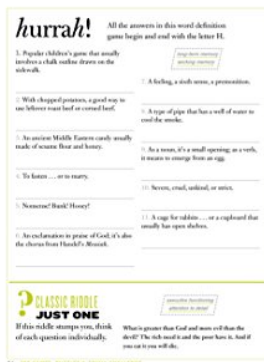 hurrah!
All the answers in this word definition
game begin and end with the letter H.
long-term memory
working memory
1. Popular children's game that usually
involves a chalk outline drawn on the
sidewalk.
2. With chopped potatoes, a good way to
use leftover roast beef or corned beef.
3. An ancient Middle Eastern candy usually
made of sesame flour and honey.
4. To fasten . . . or to marry.
5. Nonsense! Bunk! Hooey!
6. An exclamation in praise of God; it's also
the chorus from Handel's Messiah.
7. A feeling, a sixth sense, a premonition.
8. A type of pipe that has a well of water to
cool the smoke.
9. As a noun, it's a small opening; as a verb,
it means to emerge from an egg.
10. Severe, cruel, unkind, or strict.
11. A cage for rabbits . . . or a cupboard that
usually has open shelves.
? CLASSIC RIDDLE
JUST ONE
If this riddle stumps you, think
of each question individually.
executive functioning
attention to detail
What is greater than God and more evil than the
devil? The rich need it and the poor have it. And if
you eat it you will die.